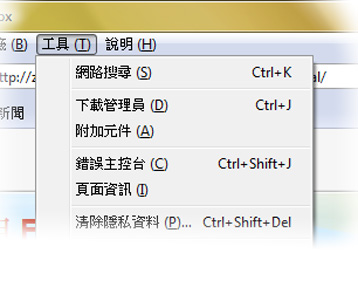 ox
(B) 工具 (T) 說明 (H)
網路搜尋 (S) Ctrl+K
ttp://z al/
下載管理員 (D) Ctrl+J
新聞
附加元件 (A)
錯誤主控台 (C) Ctrl+Shift+J
頁面資訊 (I)
清除隱私資料 (P)... Ctrl+Shift+Del